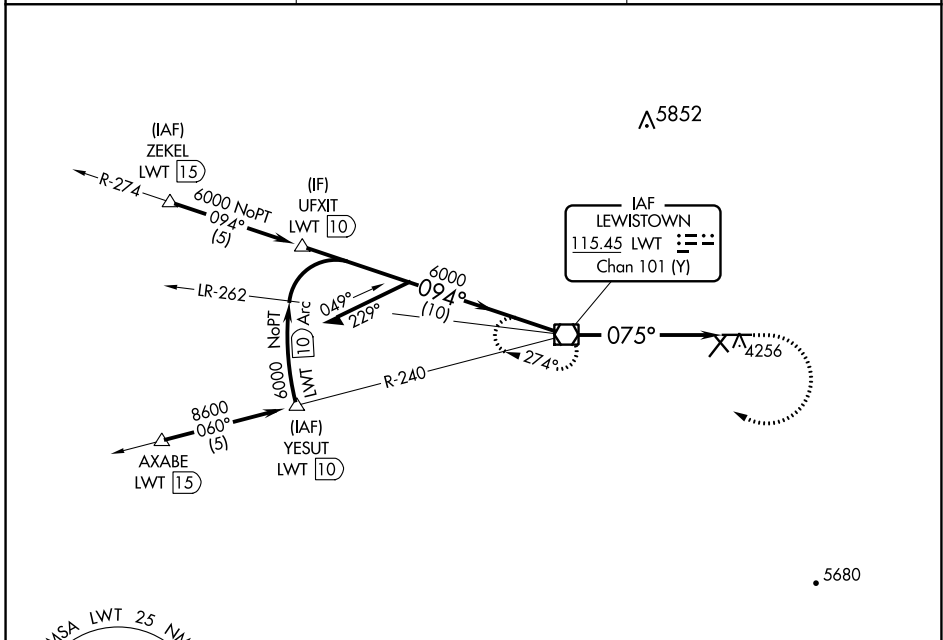 5852
(IAF)
ZEKEL
LWT 15
R-274
6000 NoPT
094°
(5)
(IF)
UFXIT
LWT 10
IAF
LEWISTOWN
115.45 LWT
Chan 101 (Y)
6000
094°
(10)
LR-262
049°
229°
6000 NoPT
LWT 10 Arc
075°
4256
274°
R-240
8600
060°
(5)
(IAF)
YESUT
LWT 10
AXABE
LWT 15
5680
MSA LWT 25 NM